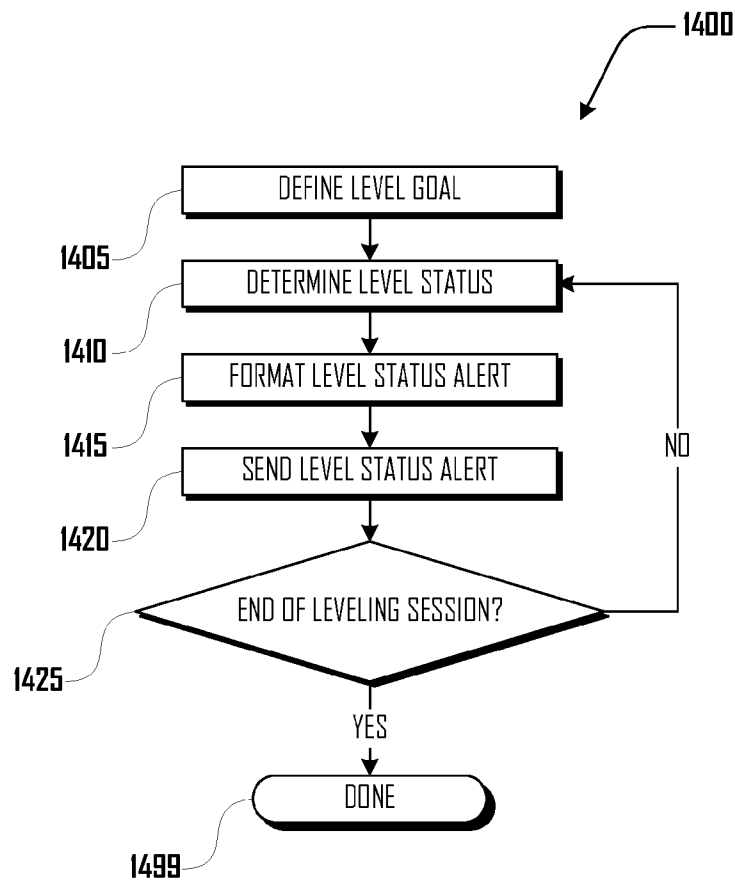 1400
DEFINE LEVEL GOAL
1405
DETERMINE LEVEL STATUS
1410
FORMAT LEVEL STATUS ALERT
1415
NO
SEND LEVEL STATUS ALERT
1420
END OF LEVELING SESSION?
1425
YES
DONE
1499